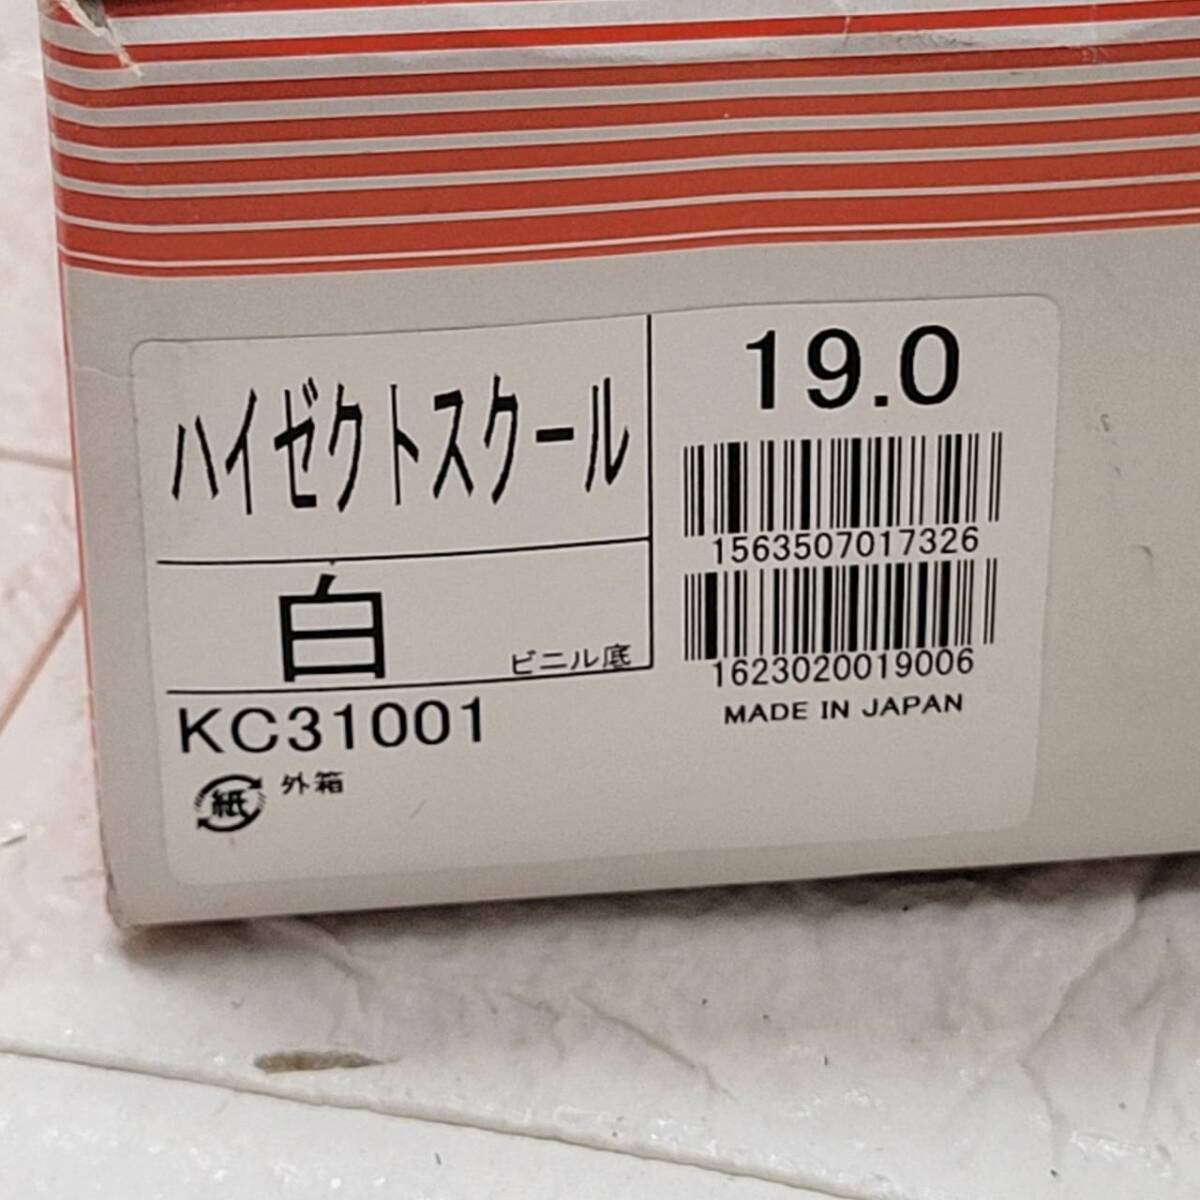 ハイゼクトスクール
白
ビニル底
KC31001
紙 外箱
19.0
1563507017326
1623020019006
MADE IN JAPAN